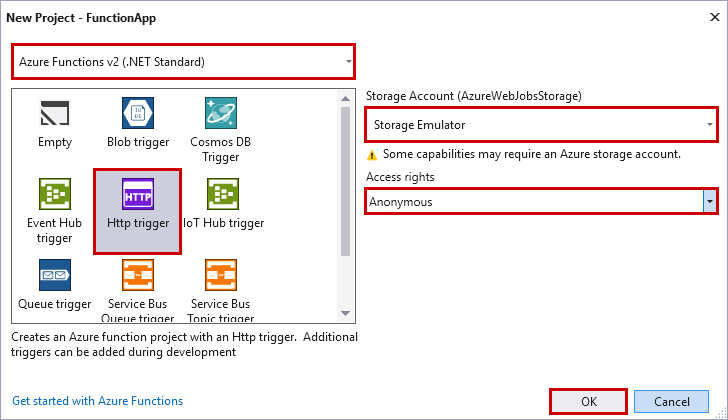 New Project - FunctionApp
Azure Functions v2 (.NET Standard)
Empty
Blob trigger
Cosmos DB
Trigger
Event Hub
trigger
HTTP
Http trigger
IoT Hub trigger
Queue trigger
Service Bus
Queue trigger
Service Bus
Topic trigger
Storage Account (AzureWebJobsStorage)
Storage Emulator
Some capabilities may require an Azure storage account.
Access rights
Anonymous
Creates an Azure function project with an Http trigger.  Additional
triggers can be added during development
Get started with Azure Functions
OK
Cancel